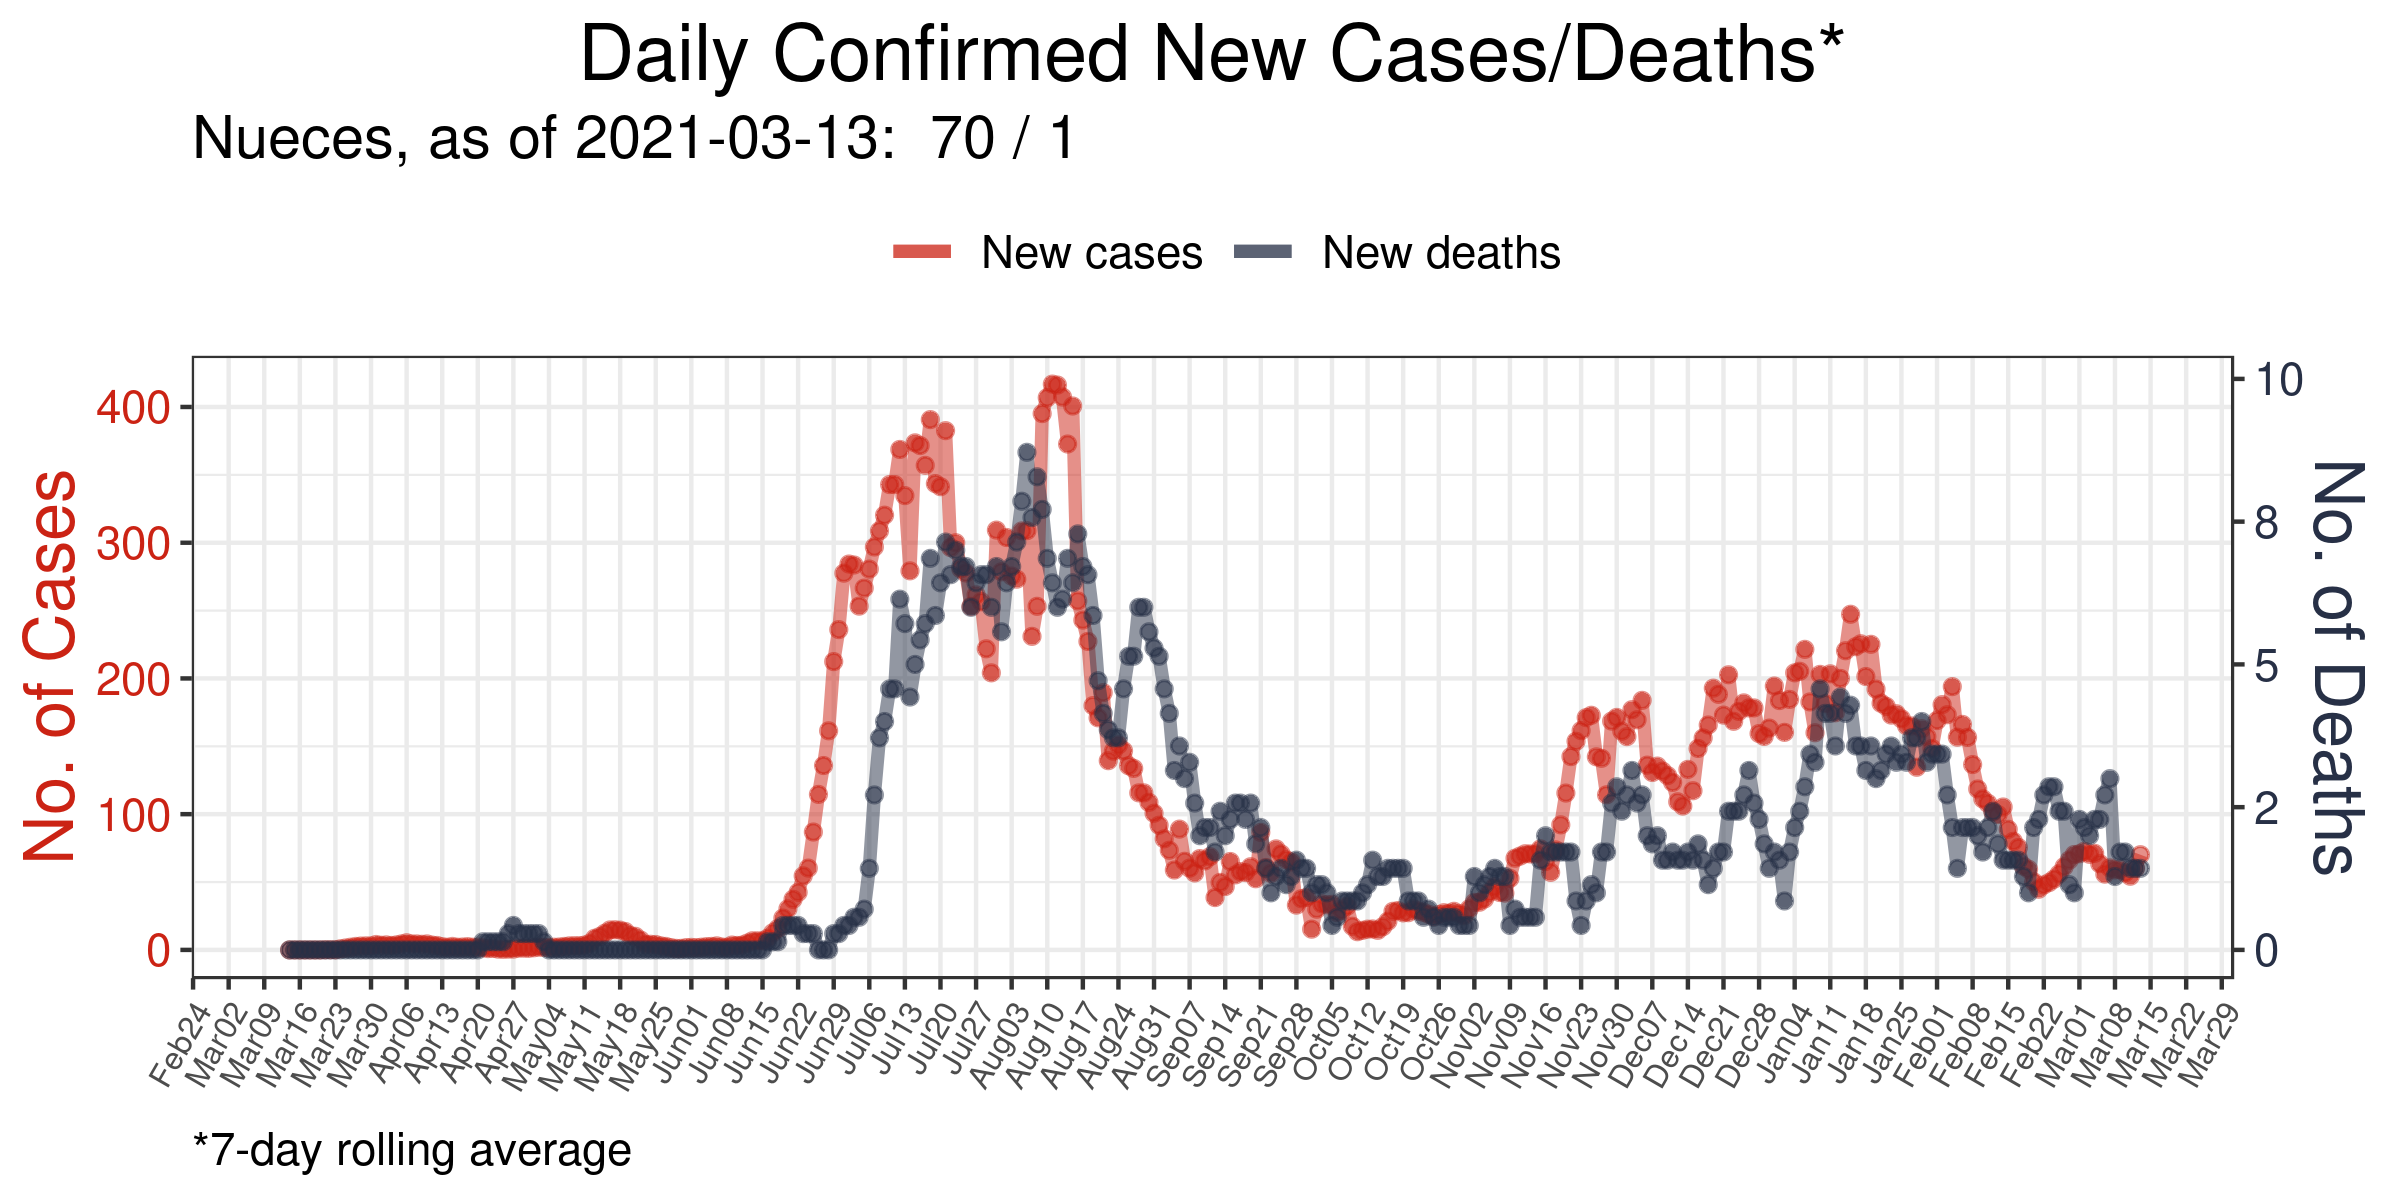 Daily Confirmed New Cases/Deaths*
Nueces, as of 2021-03-13:  70 / 1
New cases New deaths
No. of Cases
400
300
200
100
0
10
8
5
2
0
No. of Deaths
Feb24 Mar02 Mar09 Mar16 Mar23 Mar30 Apr06 Apr13 Apr20 Apr27 May04 May11 May18 May25 Jun01 Jun08 Jun15 Jun22 Jun29 Jul06 Jul13 Jul20 Jul27 Aug03 Aug10 Aug17 Aug24 Aug31 Sep07 Sep14 Sep21 Sep28 Oct05 Oct12 Oct19 Oct26 Nov02 Nov09 Nov16 Nov23 Nov30 Dec07 Dec14 Dec21 Dec28 Jan04 Jan11 Jan18 Jan25 Feb01 Feb08 Feb15 Feb22 Mar01 Mar08 Mar15 Mar22 Mar29
*7-day rolling average